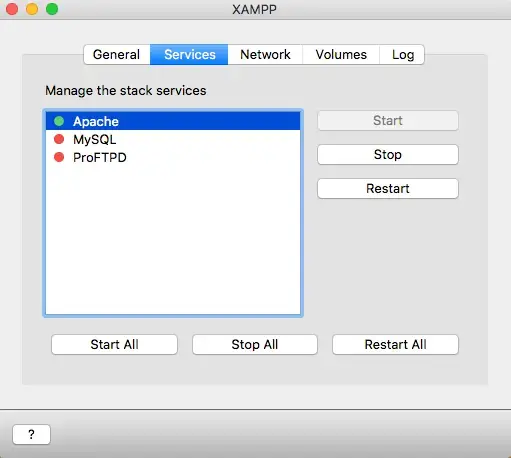 XAMPP
General Services Network Volumes Log
Manage the stack services
Apache
MySQL
ProFTPD
Start
Stop
Restart
Start All Stop All Restart All
?